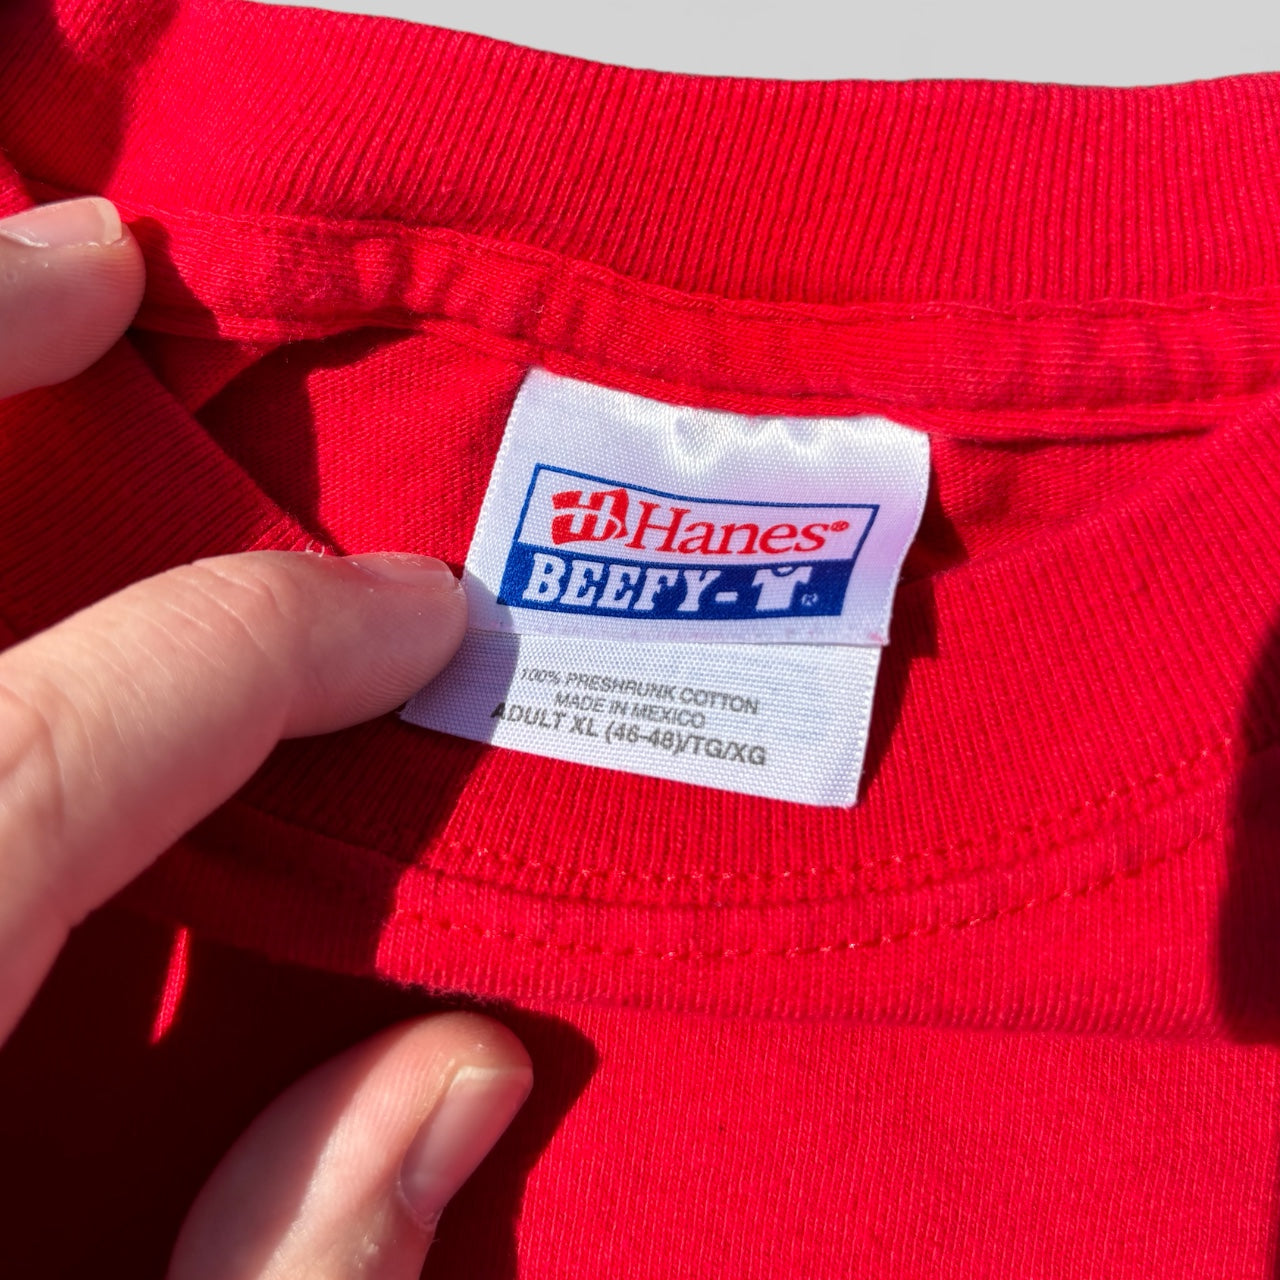 Hanes®
BEEFY-T®
100% PRESHRUNK COTTON
MADE IN MEXICO
ADULT XL (46-48)/TG/XG